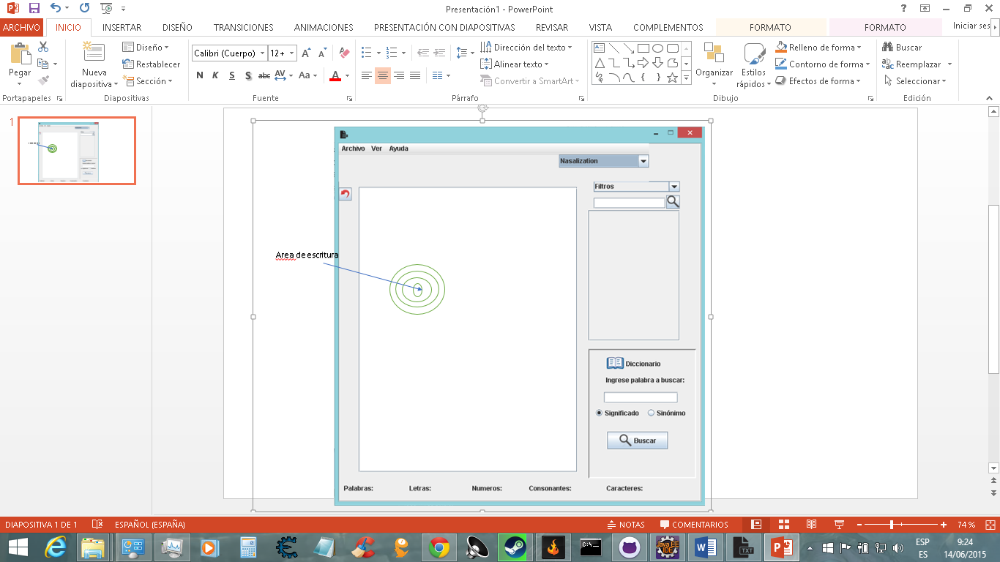 Presentación1 - PowerPoint
ARCHIVO INICIO INSERTAR DISEÑO TRANSICIONES ANIMACIONES PRESENTACIÓN CON DIAPOSITIVAS REVISAR VISTA COMPLEMENTOS FORMATO FORMATO Iniciar ses
Pegar
Portapapeles
Nueva diapositiva
Diseño
Restablecer
Sección
Diapositivas
Calibri (Cuerpo) 12+
N K S S abc AV Aa A
Fuente
Dirección del texto
Alinear texto
Convertir a SmartArt
Párrafo
Organizar
Estilos rápidos
Relleno de forma
Contorno de forma
Efectos de forma
Dibujo
Buscar
Reemplazar
Seleccionar
Edición
1
Archivo Ver Ayuda
Nasalization
Filtros
Area de escritura
Diccionario
Ingrese palabra a buscar:
Significado Sinónimo
Buscar
Palabras: Letras: Numeros: Consonantes: Caracteres:
DIAPOSITIVA 1 DE 1 ESPAÑOL (ESPAÑA) NOTAS COMENTARIOS 74 %
Java EE IDE
TXT
ESP
ES
9:24
14/06/2015